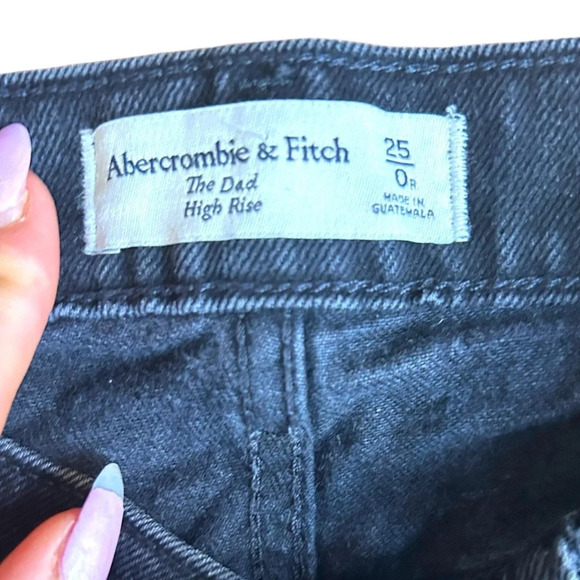 Abercrombie & Fitch
The Dad
High Rise
25
0R
MADE IN
GUATEMALA